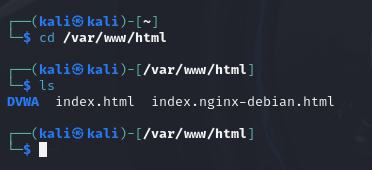 ┌──(kali㉿kali)-[~]
└─$ cd /var/www/html
┌──(kali㉿kali)-[/var/www/html]
└─$ ls
DVWA index.html index.nginx-debian.html
┌──(kali㉿kali)-[/var/www/html]
└─$